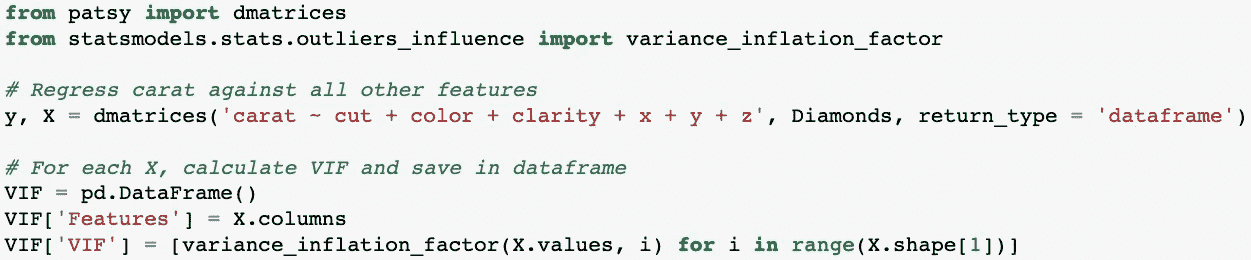 from patsy import dmatrices
from statsmodels.stats.outliers_influence import variance_inflation_factor
# Regress carat against all other features
y, X = dmatrices('carat ~ cut + color + clarity + x + y + z', Diamonds, return_type = 'dataframe')
# For each X, calculate VIF and save in dataframe
VIF = pd.DataFrame()
VIF['Features'] = X.columns
VIF['VIF'] = [variance_inflation_factor(X.values, i) for i in range(X.shape[1])]